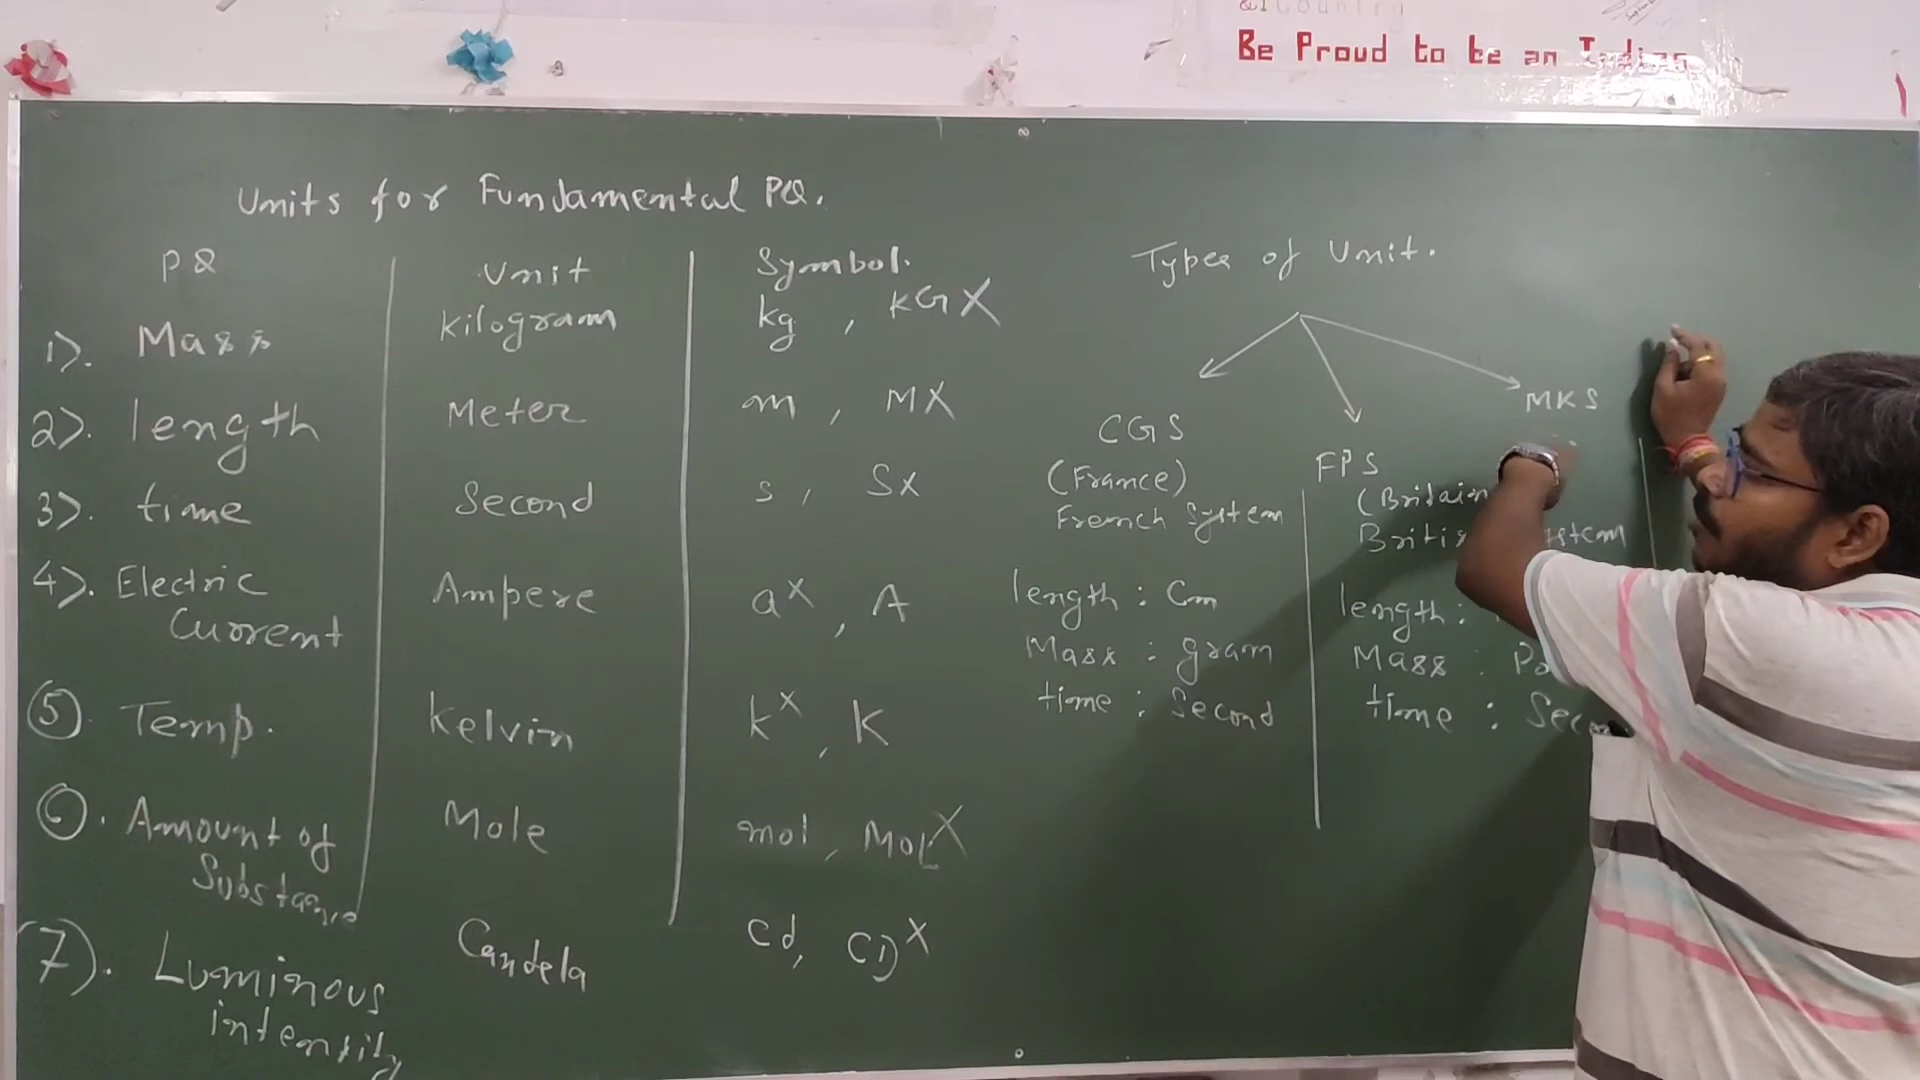 & Country
Be Proud to be an Indian
Units for Fundamental PQ.
PQ Unit Symbol.
1). Mass Kilogram kg , KG X
2). length Meter m , M X
3). time Second s , S X
4). Electric Current Ampere a X , A
5. Temp. Kelvin k X , K
6. Amount of Substance Mole mol , MOL X
7). Luminous intensity Candela cd, CD X
Types of Unit.
CGS
(France)
French System
length : Cm
Mass : gram
time : Second
FPS
(Britain
System
length :
Mass :
time :
MKS